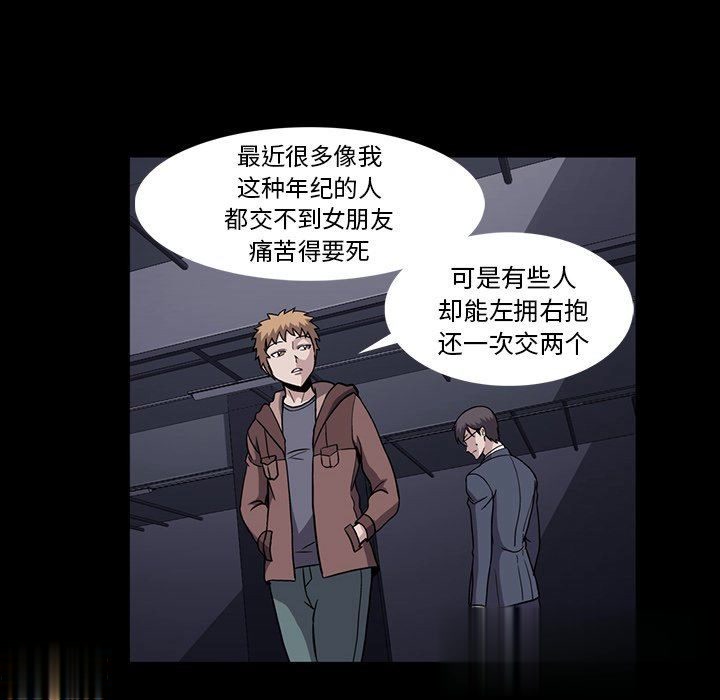 最近很多像我
这种年纪的人
都交不到女朋友
痛苦得要死
可是有些人
却能左拥右抱
还一次交两个